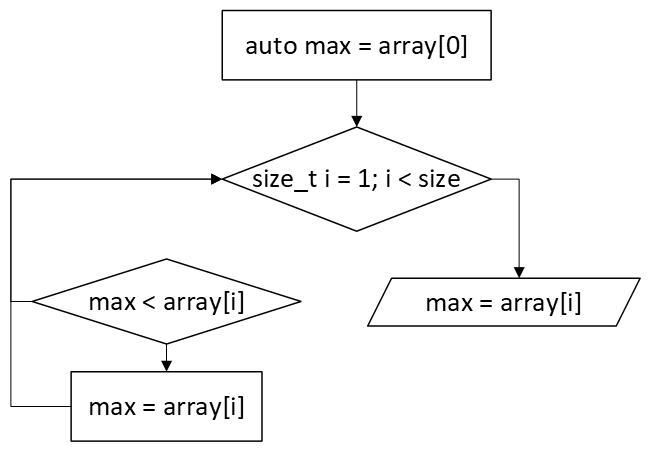 auto max = array[0]
size_t i = 1; i < size
max < array[i]
max = array[i]
max = array[i]